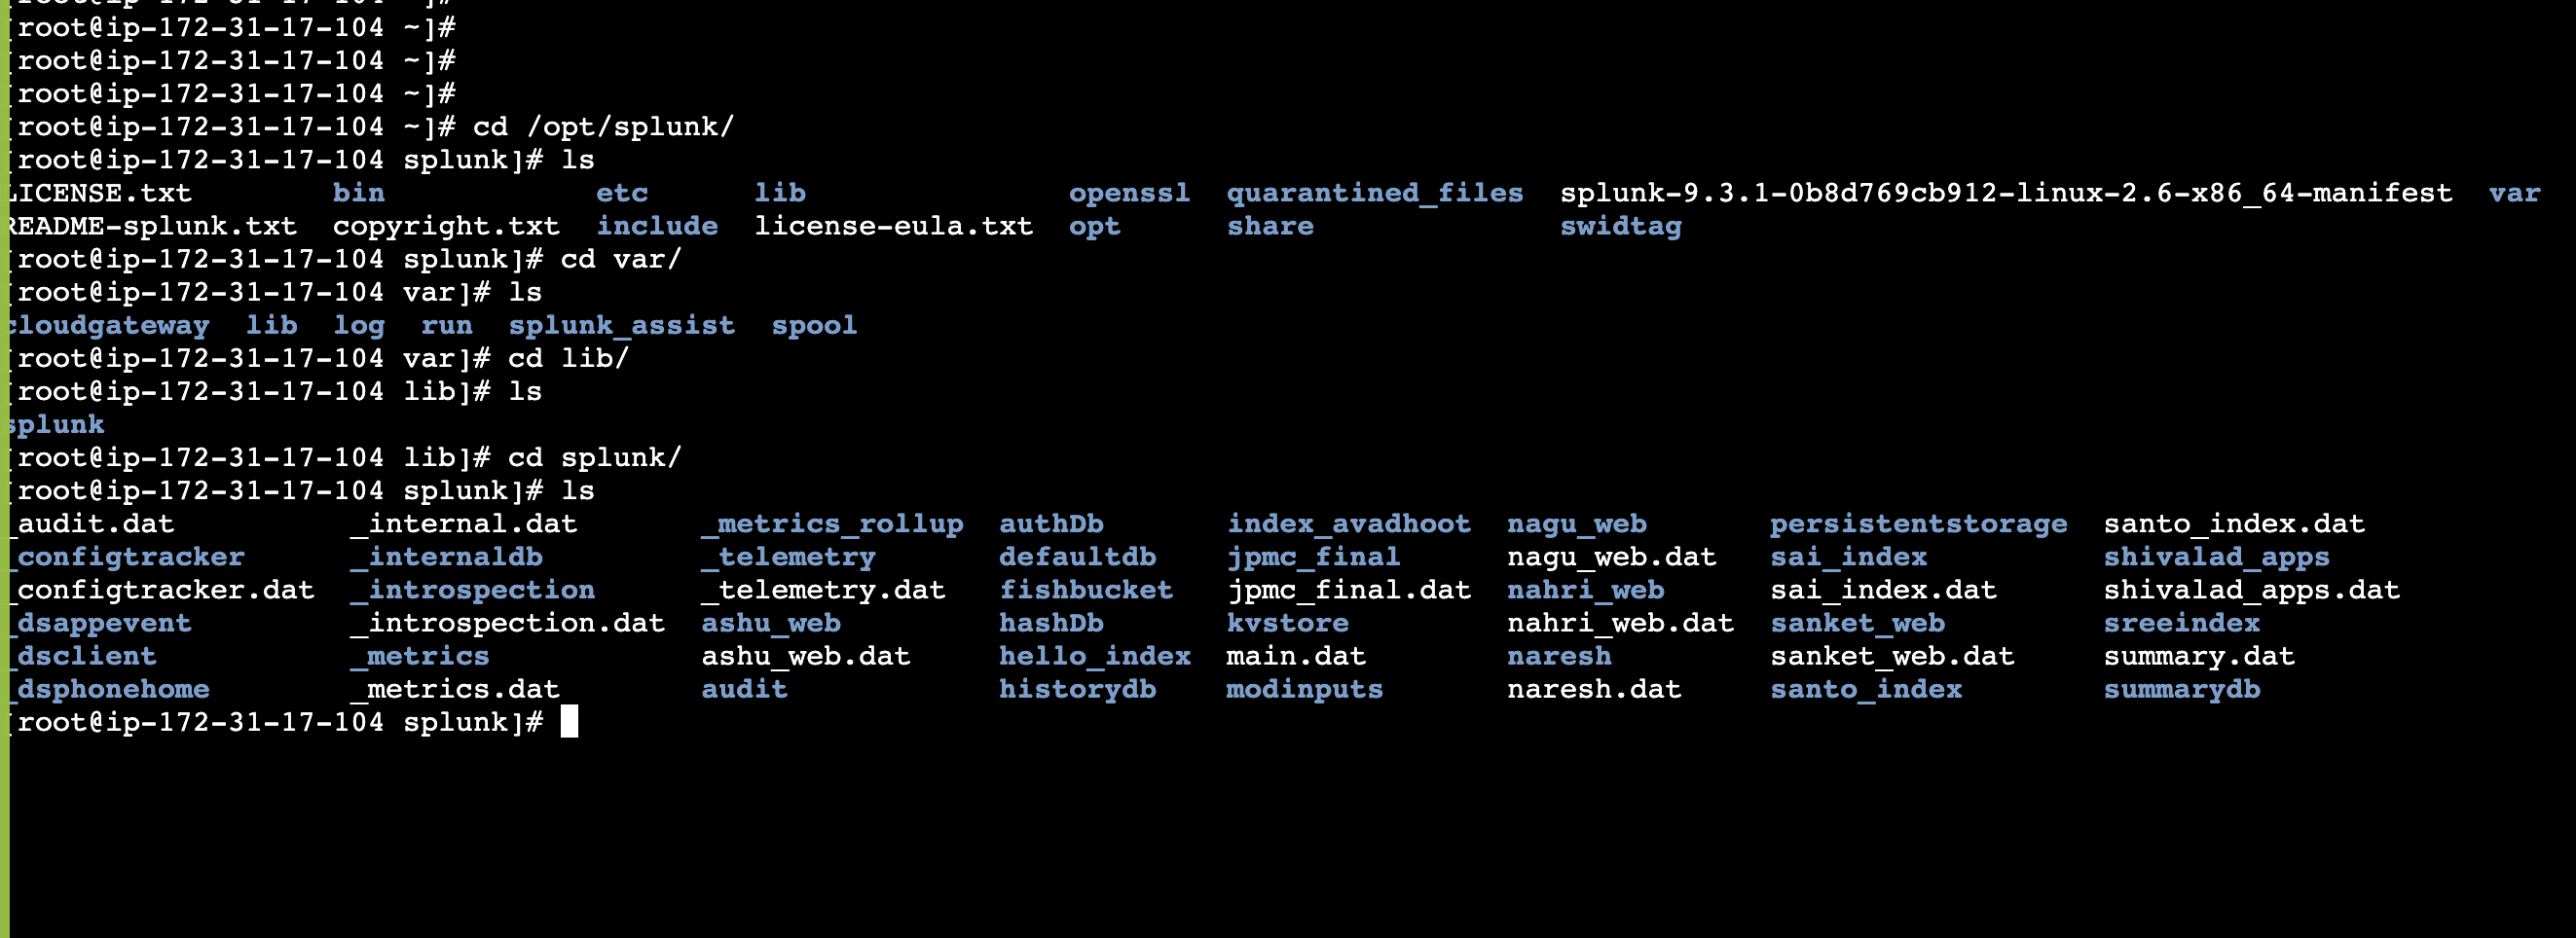 [root@ip-172-31-17-104 ~]#
[root@ip-172-31-17-104 ~]#
[root@ip-172-31-17-104 ~]#
[root@ip-172-31-17-104 ~]#
[root@ip-172-31-17-104 ~]# cd /opt/splunk/
[root@ip-172-31-17-104 splunk]# ls
LICENSE.txt bin etc lib openssl quarantined_files splunk-9.3.1-0b8d769cb912-linux-2.6-x86_64-manifest var
README-splunk.txt copyright.txt include license-eula.txt opt share swidtag
[root@ip-172-31-17-104 splunk]# cd var/
[root@ip-172-31-17-104 var]# ls
cloudgateway lib log run splunk_assist spool
[root@ip-172-31-17-104 var]# cd lib/
[root@ip-172-31-17-104 lib]# ls
splunk
[root@ip-172-31-17-104 lib]# cd splunk/
[root@ip-172-31-17-104 splunk]# ls
_audit.dat _internal.dat _metrics_rollup authDb index_avadhoot nagu_web persistentstorage santo_index.dat
_configtracker _internaldb _telemetry defaultdb jpmc_final nagu_web.dat sai_index shivalad_apps
_configtracker.dat _introspection _telemetry.dat fishbucket jpmc_final.dat nahri_web sai_index.dat shivalad_apps.dat
_dsappevent _introspection.dat ashu_web hashDb kvstore nahri_web.dat sanket_web sreeindex
_dsclient _metrics ashu_web.dat hello_index main.dat naresh sanket_web.dat summary.dat
_dsphonehome _metrics.dat audit historydb modinputs naresh.dat santo_index summarydb
[root@ip-172-31-17-104 splunk]#